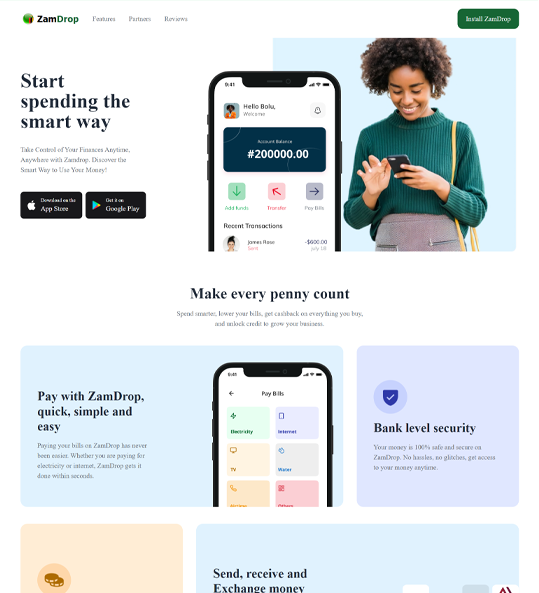 ZamDrop
Features
Partners
Reviews
Install ZamDrop
Start
spending the
smart way
Take Control of Your Finances Anytime,
Anywhere with Zamdrop. Discover the
Smart Way to Use Your Money!
Download on the
App Store
Get it on
Google Play
9:41
Hello Bolu,
Welcome
Account Balance
#200000.00
Add funds
Transfer
Pay Bills
Recent Transactions
James Rose
-$600.00
Sent
July 19
Make every penny count
Spend smarter, lower your bills, get cashback on everything you buy,
and unlock credit to grow your business.
Pay with ZamDrop,
quick, simple and
easy
Paying your bills on ZamDrop has never
been easier. Whether you are paying for
electricity or internet, ZamDrop gets it
done within seconds.
9:41
Pay Bills
Electricity
Internet
TV
Water
Airtime
Others
Bank level security
Your money is 100% safe and secure on
ZamDrop. No hassles, no glitches, get access
to your money anytime.
Send, receive and
Exchange money